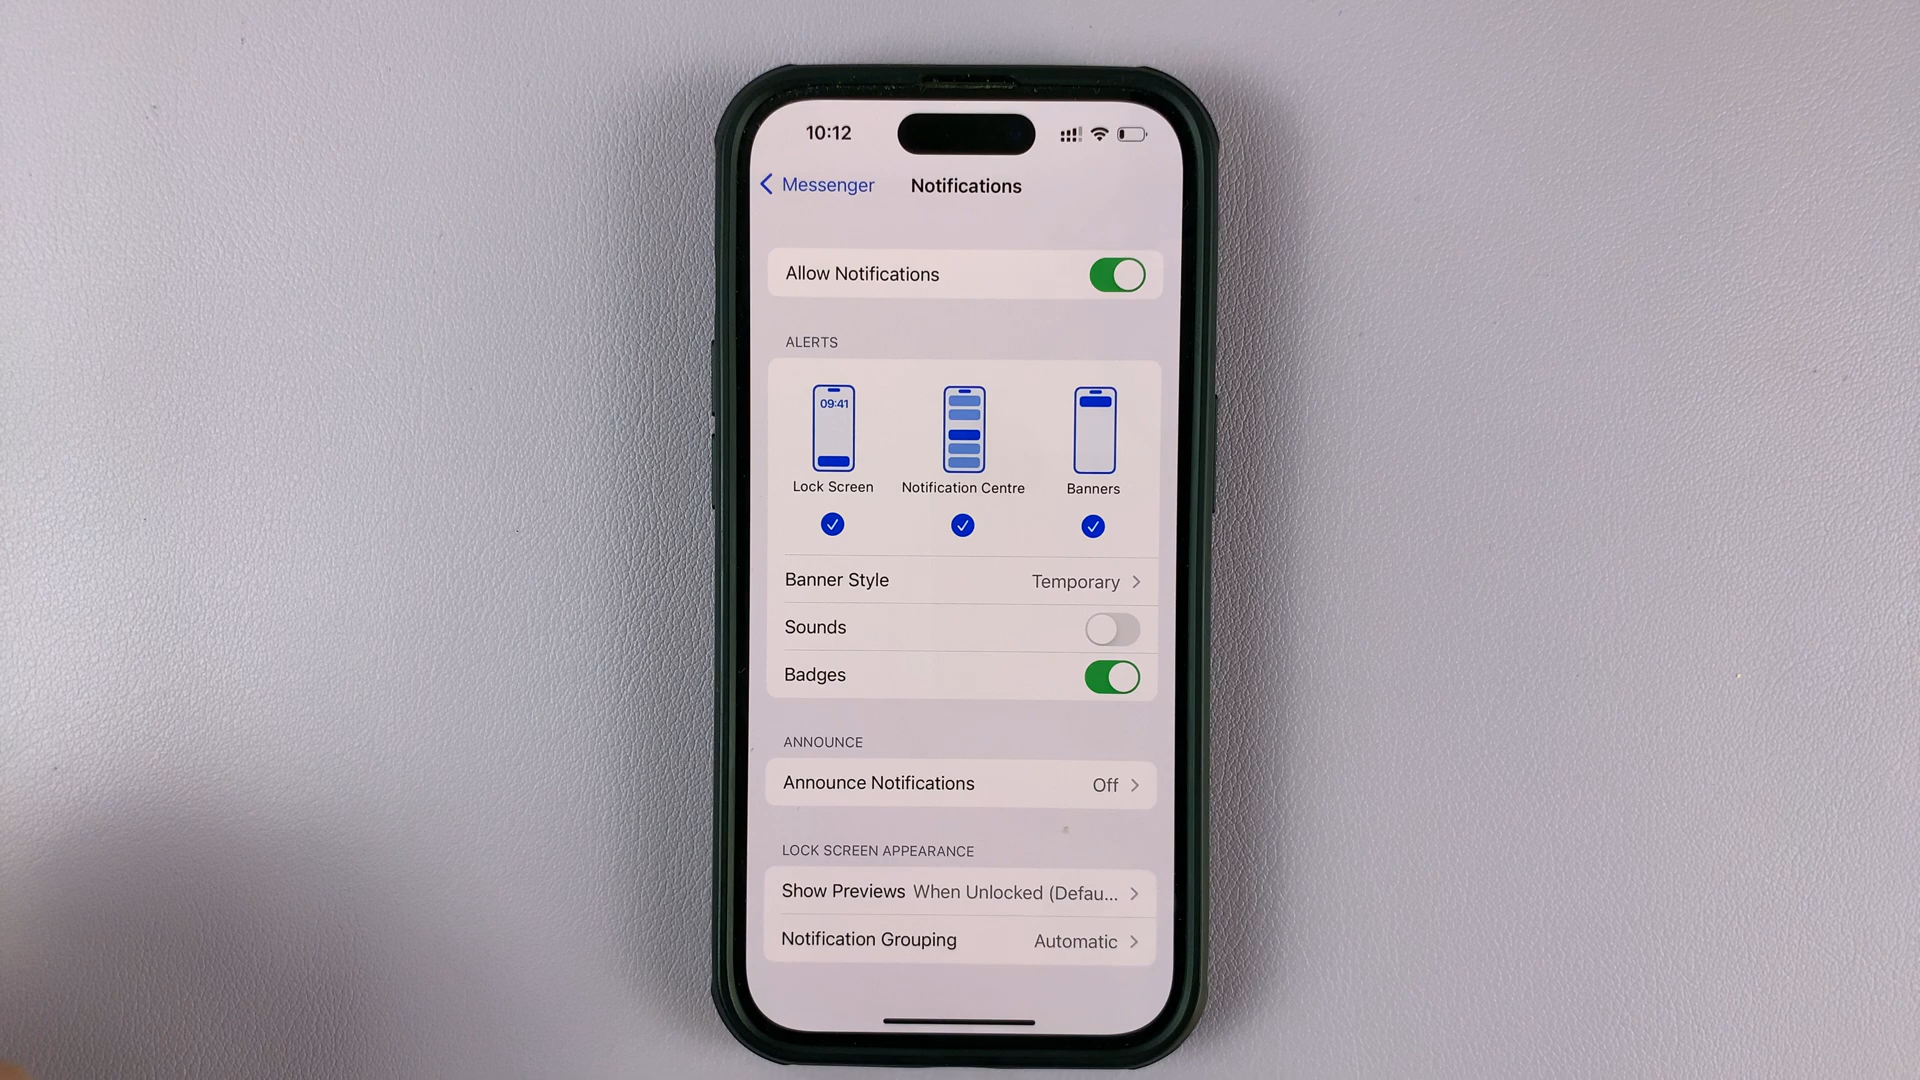 10:12
Messenger Notifications
Allow Notifications
ALERTS
09:41
Lock Screen Notification Centre Banners
Banner Style Temporary
Sounds
Badges
ANNOUNCE
Announce Notifications Off
LOCK SCREEN APPEARANCE
Show Previews When Unlocked (Defau...
Notification Grouping Automatic